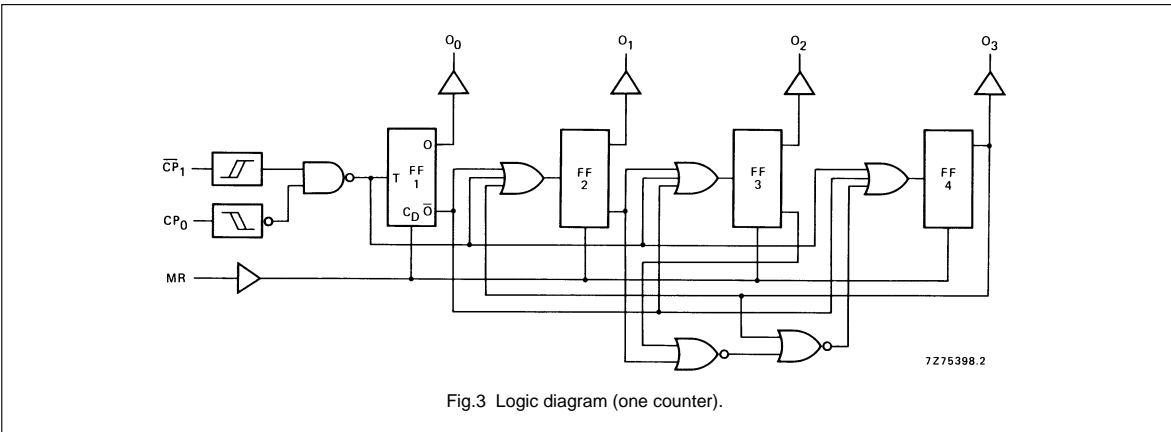 O0 O1 O2 O3
CP1
CP0
MR
T FF 1 O
CD O
FF 2
FF 3
FF 4
7Z75398.2
Fig.3 Logic diagram (one counter).